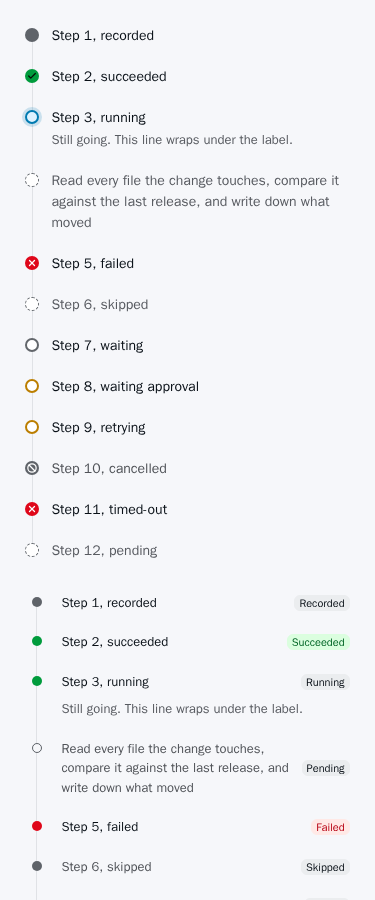 Step 1, recorded
Step 2, succeeded
Step 3, running
Still going. This line wraps under the label.
Read every file the change touches, compare it
against the last release, and write down what
moved
Step 5, failed
Step 6, skipped
Step 7, waiting
Step 8, waiting approval
Step 9, retrying
Step 10, cancelled
Step 11, timed-out
Step 12, pending
Step 1, recorded Recorded
Step 2, succeeded Succeeded
Step 3, running Running
Still going. This line wraps under the label.
Read every file the change touches,
compare it against the last release, and Pending
write down what moved
Step 5, failed Failed
Step 6, skipped Skipped